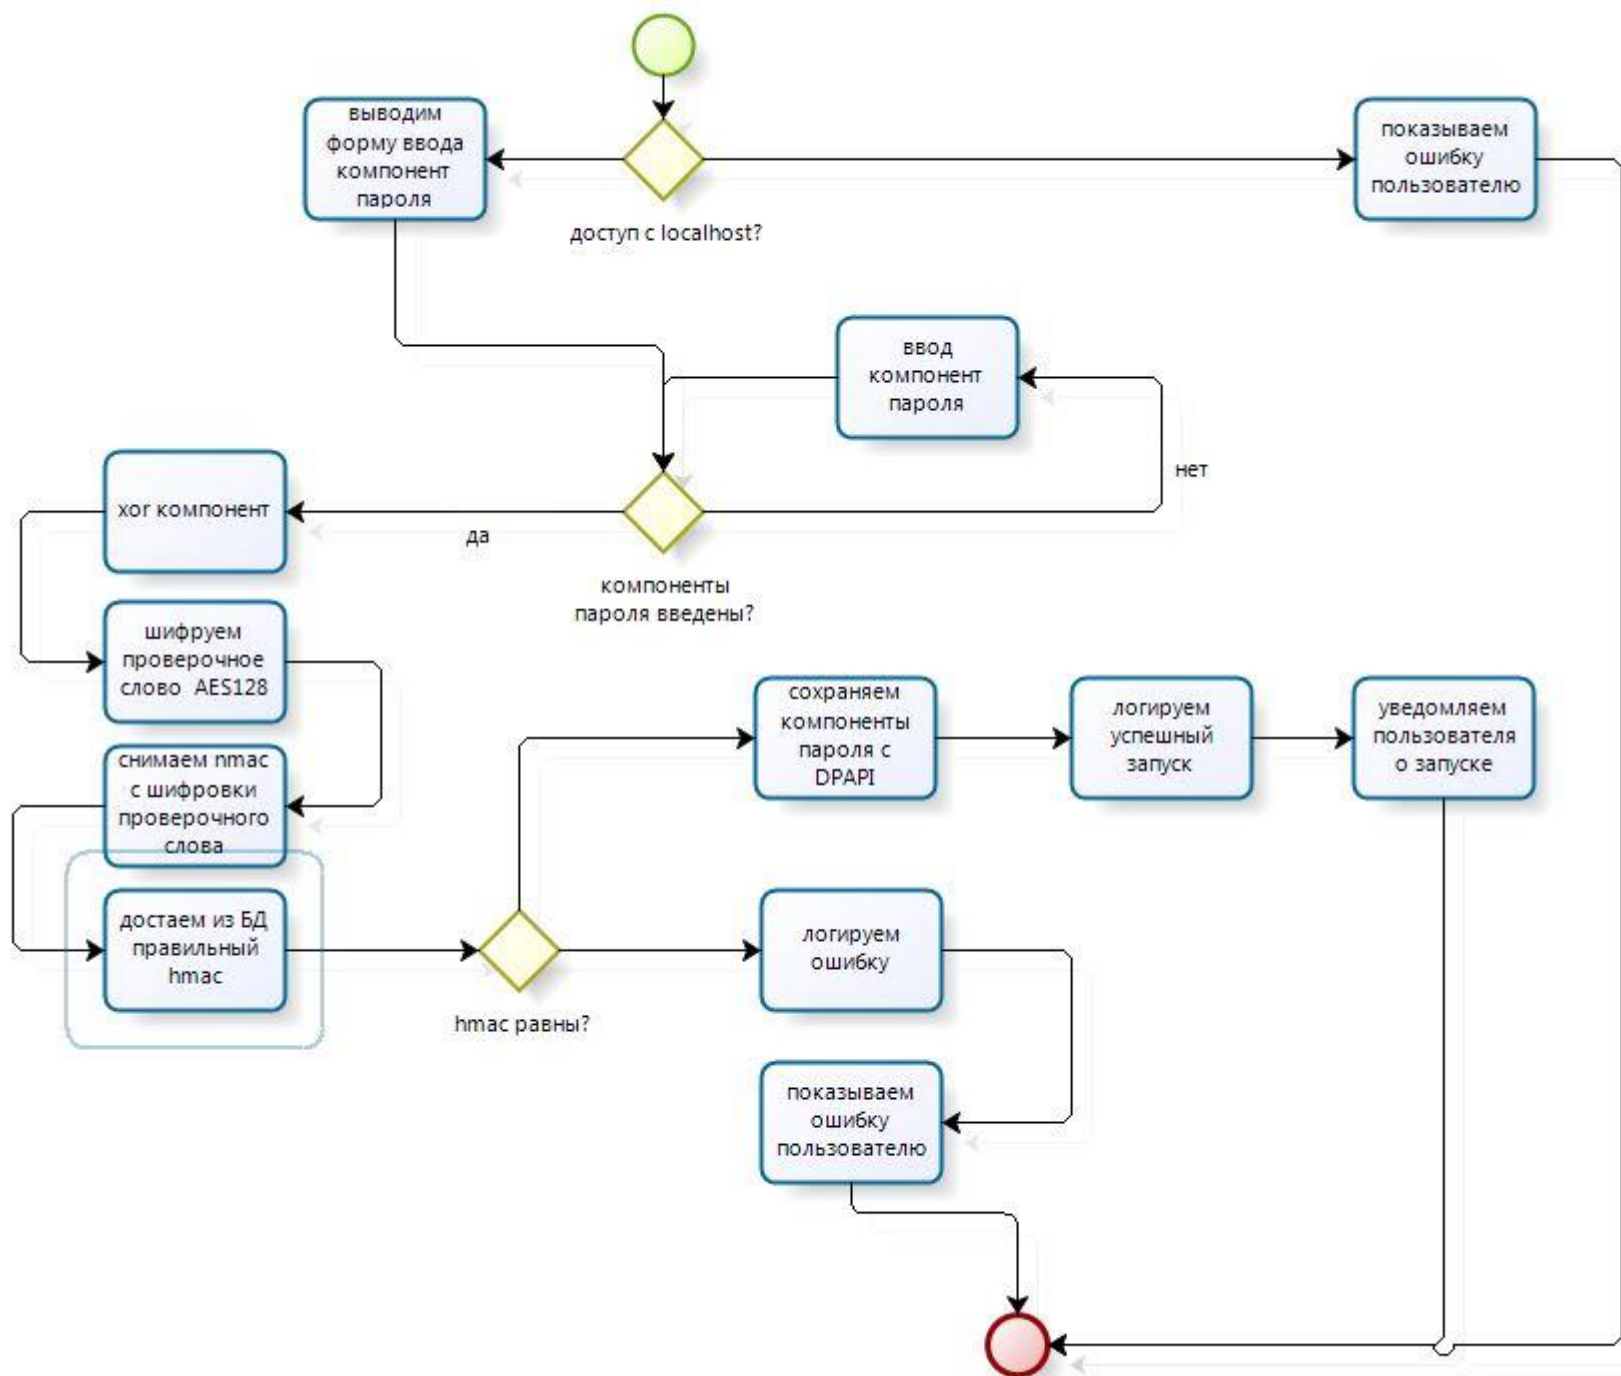 выводим
форму ввода
компонент
пароля
показываем
ошибку
пользователю
доступ с localhost?
ввод
компонент
пароля
нет
xor компонент
да
компоненты
пароля введены?
шифруем
проверочное
слово AES128
сохраняем
компоненты
пароля с
DPAPI
логируем
успешный
запуск
уведомляем
пользователя
о запуске
снимаем nmac
с шифровки
проверочного
слова
достаем из БД
правильный
hmac
hmac равны?
логируем
ошибку
показываем
ошибку
пользователю